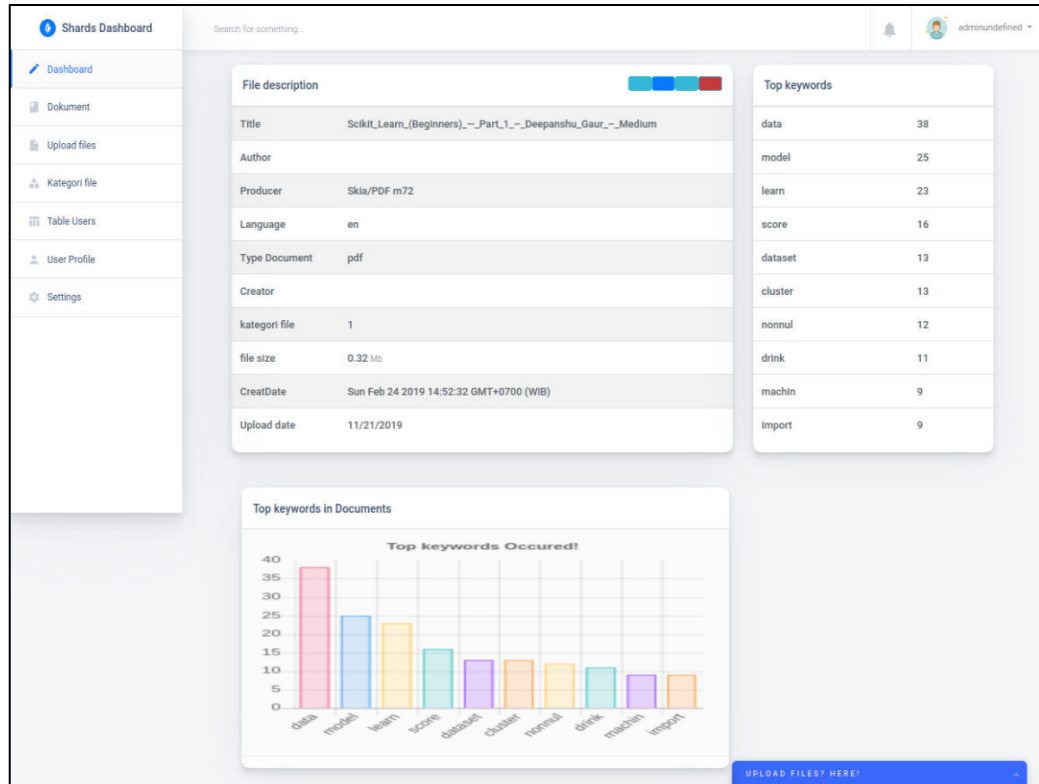 Shards Dashboard
Search for something...
adminundefined
Dashboard
Dokument
Upload files
Kategori file
Table Users
User Profile
Settings
File description
Title Scikit_Learn_(Beginners)_—_Part_1_–_Deepanshu_Gaur_–_Medium
Author
Producer Skia/PDF m72
Language en
Type Document pdf
Creator
kategori file 1
file size 0.32 Mb
CreatDate Sun Feb 24 2019 14:52:32 GMT+0700 (WIB)
Upload date 11/21/2019
Top keywords
data 38
model 25
learn 23
score 16
dataset 13
cluster 13
nonnul 12
drink 11
machin 9
import 9
Top keywords in Documents
Top keywords Occured!
40
35
30
25
20
15
10
5
0
data model learn score dataset cluster nonnul drink machin import
UPLOAD FILES? HERE!